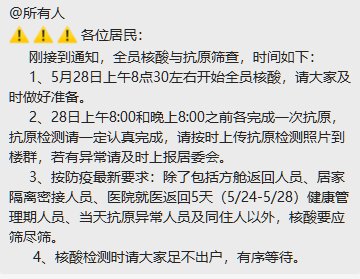 @所有人
⚠️⚠️⚠️各位居民：
刚接到通知，全员核酸与抗原筛查，时间如下：
1、5月28日上午8点30左右开始全员核酸，请大家及
时做好准备。
2、28日上午8:00和晚上8:00之前各完成一次抗原，
抗原检测请一定认真完成，请按时上传抗原检测照片到
楼群，若有异常请及时上报居委会。
3、按防疫最新要求：除了包括方舱返回人员、居家
隔离密接人员、医院就医返回5天（5/24-5/28）健康管
理期人员、当天抗原异常人员及同住人以外，核酸要应
筛尽筛。
4、核酸检测时请大家足不出户，有序等待。